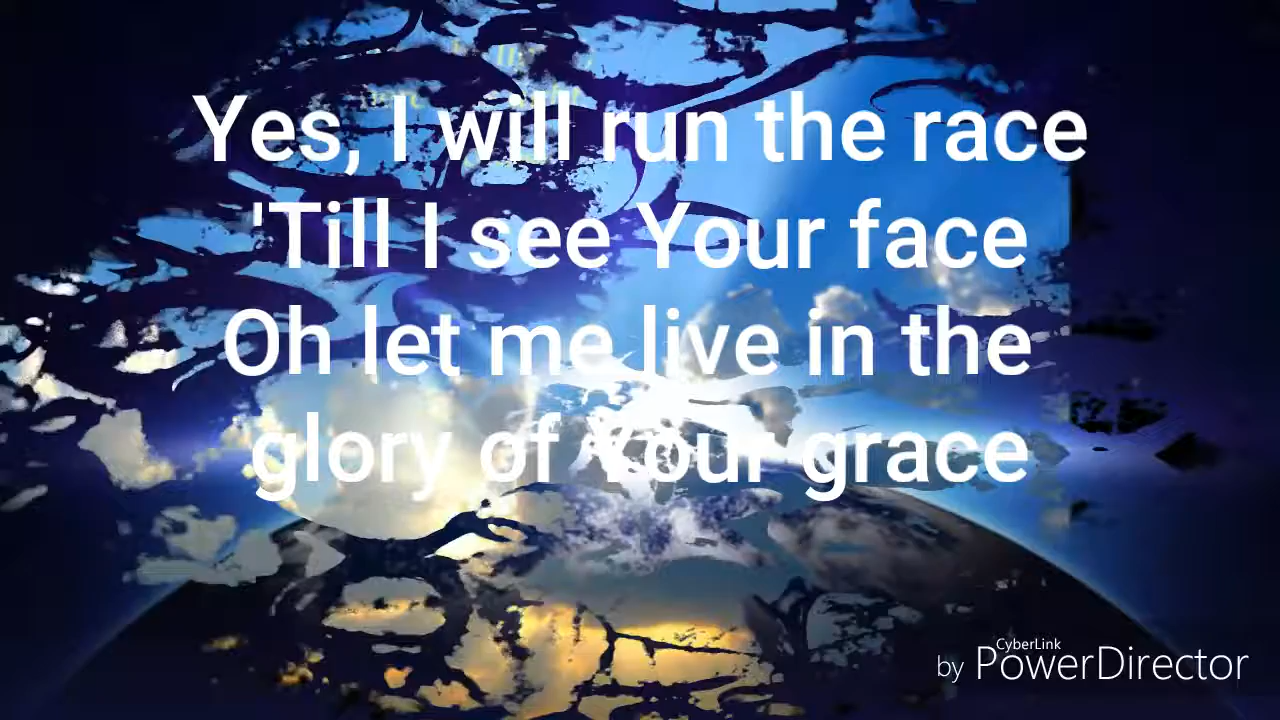 Yes, I will run the race
'Till I see Your face
Oh let me live in the
glory of Your grace
CyberLink
by PowerDirector